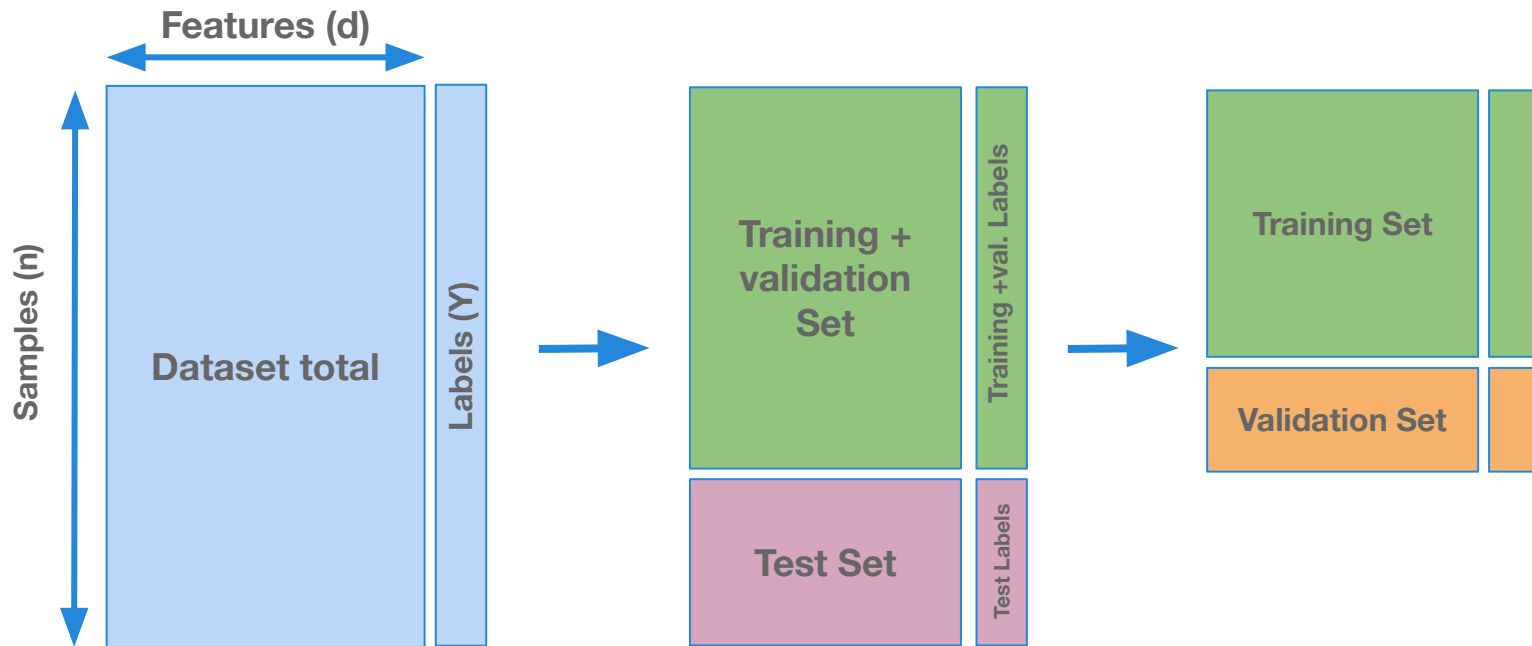 Features (d)
Samples (n)
Dataset total
Labels (Y)
Training +
validation
Set
Training +val. Labels
Test Set
Test Labels
Training Set
Validation Set